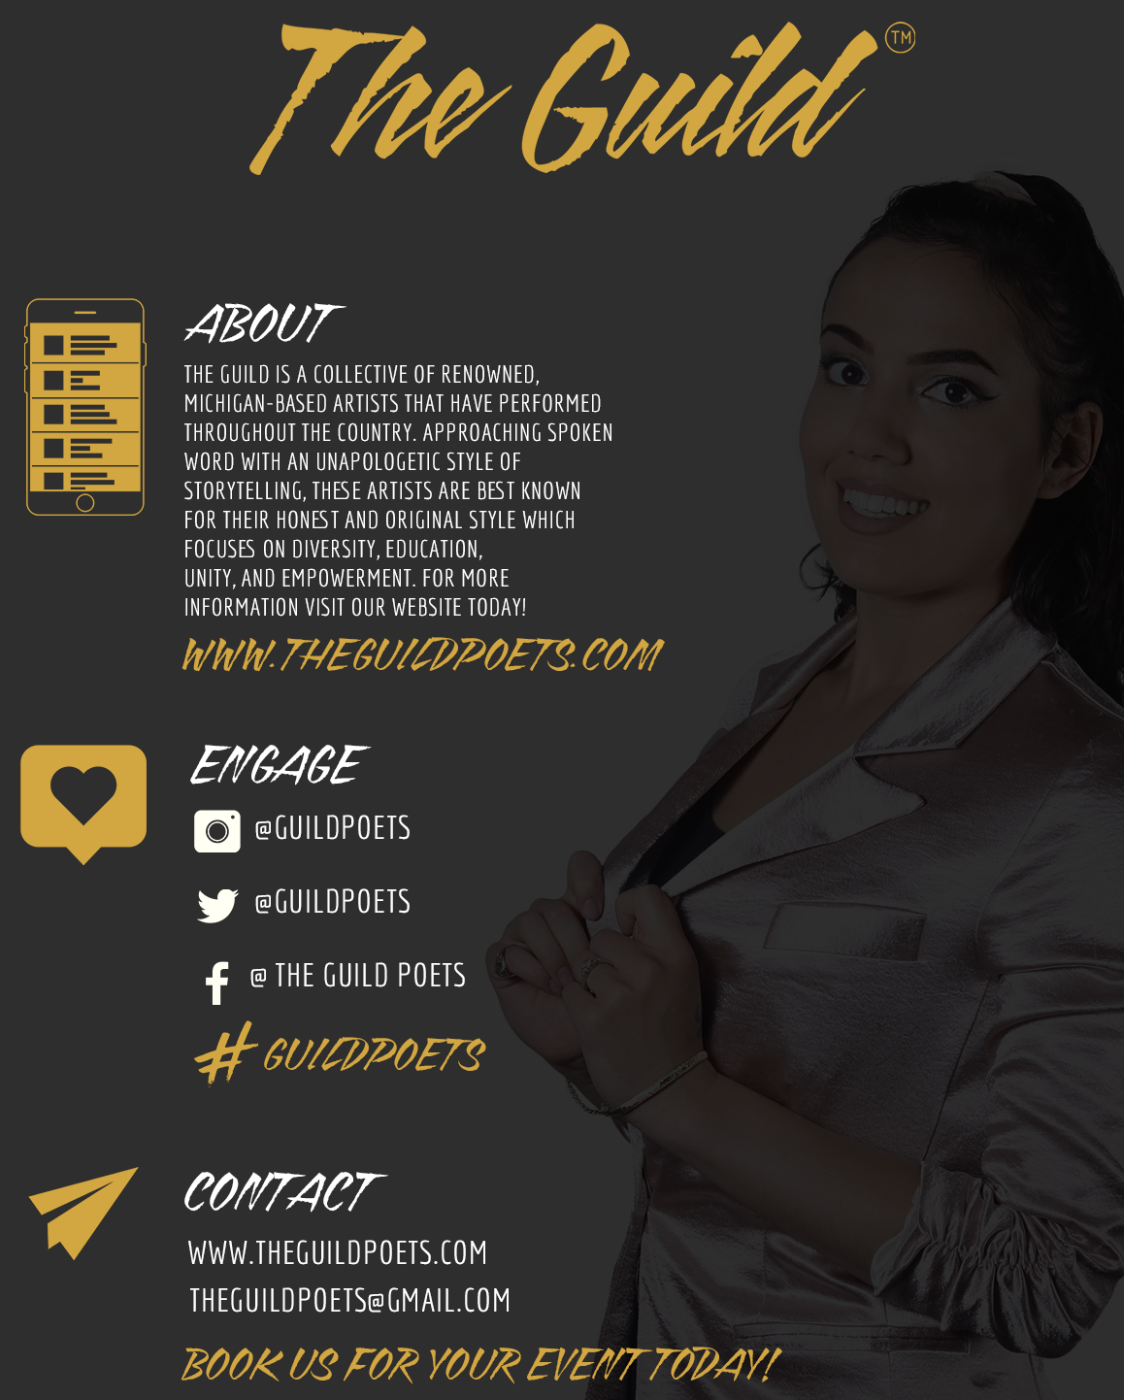 The Guild TM
ABOUT
THE GUILD IS A COLLECTIVE OF RENOWNED,
MICHIGAN-BASED ARTISTS THAT HAVE PERFORMED
THROUGHOUT THE COUNTRY. APPROACHING SPOKEN
WORD WITH AN UNAPOLOGETIC STYLE OF
STORYTELLING, THESE ARTISTS ARE BEST KNOWN
FOR THEIR HONEST AND ORIGINAL STYLE WHICH
FOCUSES ON DIVERSITY, EDUCATION,
UNITY, AND EMPOWERMENT. FOR MORE
INFORMATION VISIT OUR WEBSITE TODAY!
WWW.THEGUILDPOETS.COM
ENGAGE
@GUILDPOETS
@GUILDPOETS
@ THE GUILD POETS
# GUILDPOETS
CONTACT
WWW.THEGUILDPOETS.COM
THEGUILDPOETS@GMAIL.COM
BOOK US FOR YOUR EVENT TODAY!